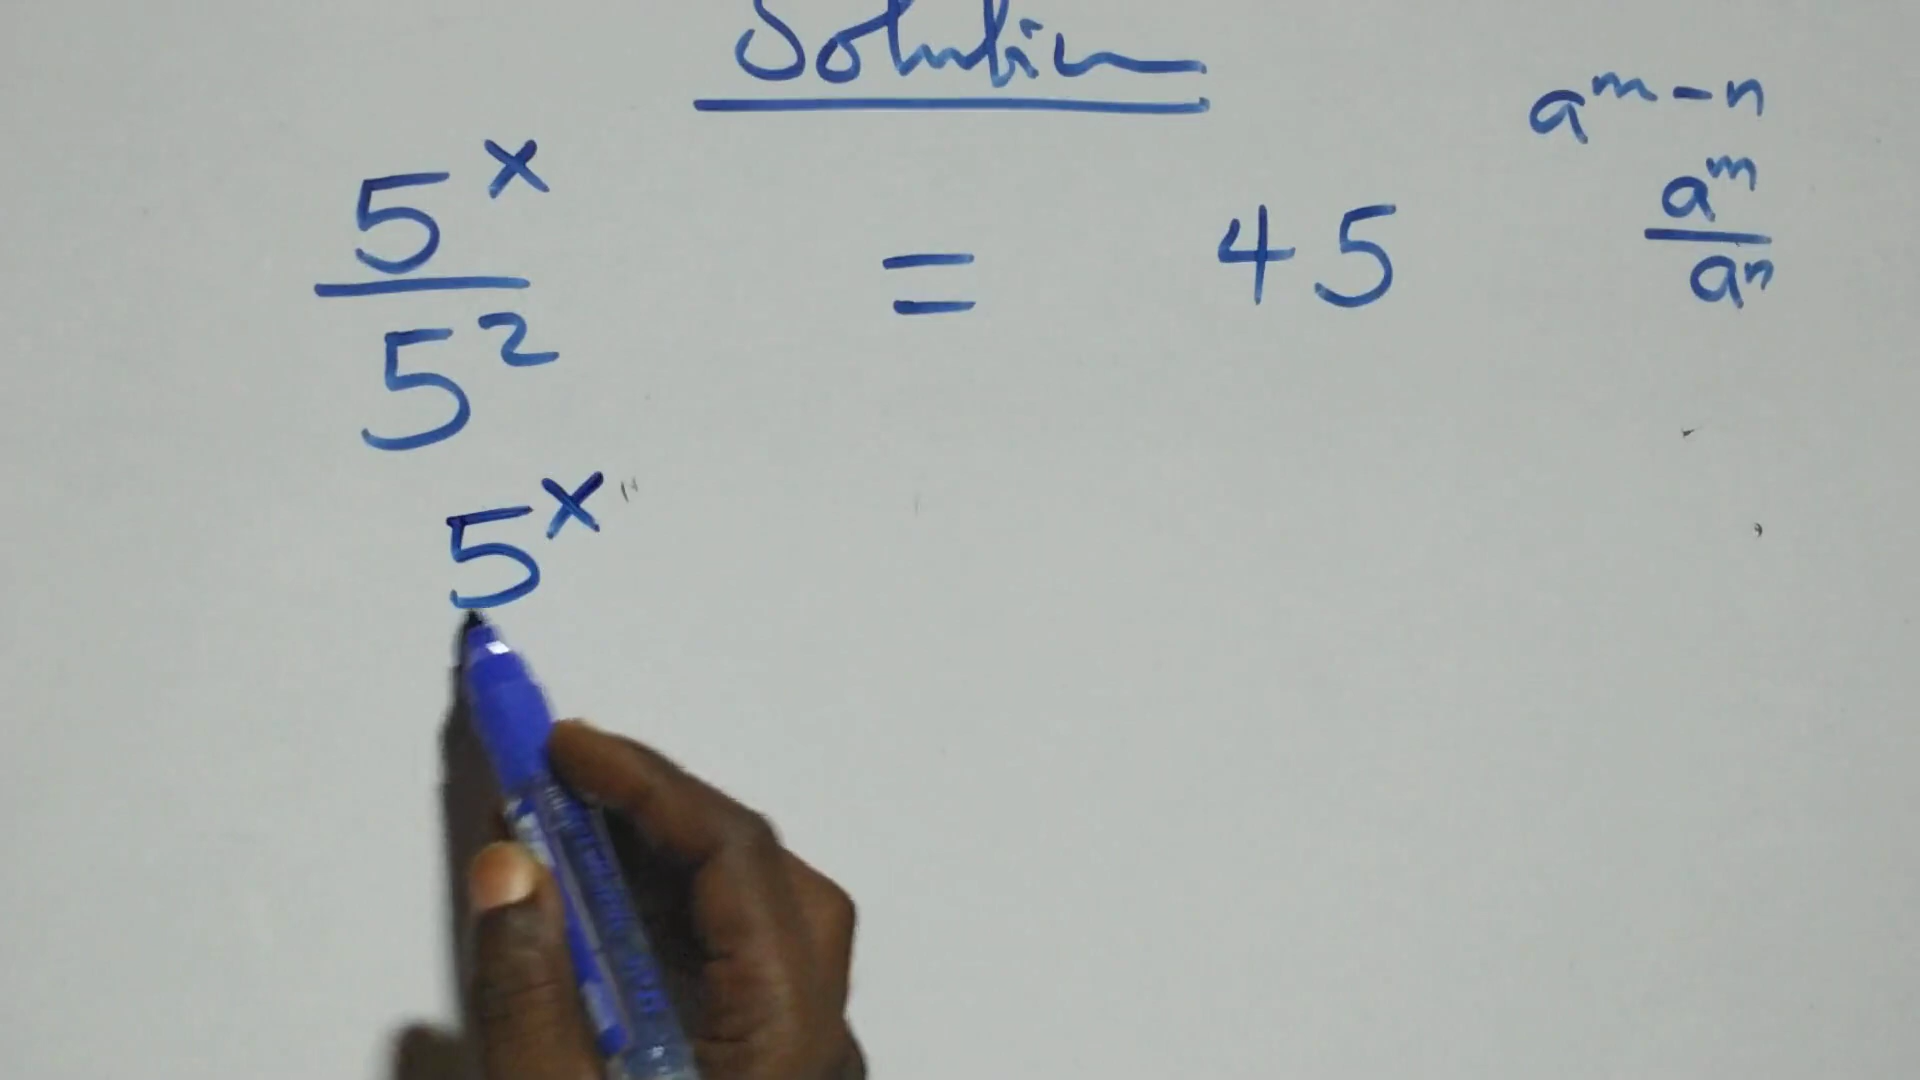 Solution
a^m-n
5^x/5^2 = 45
a^m/a^n
5^x